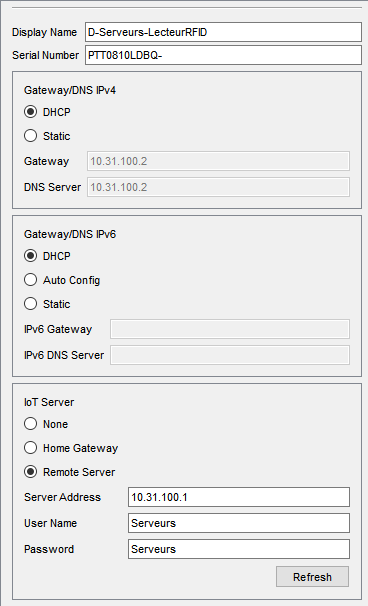 Display Name D-Serveurs-LecteurRFID
Serial Number PTT0810LDBQ-
Gateway/DNS IPv4
DHCP
Static
Gateway 10.31.100.2
DNS Server 10.31.100.2
Gateway/DNS IPv6
DHCP
Auto Config
Static
IPv6 Gateway
IPv6 DNS Server
IoT Server
None
Home Gateway
Remote Server
Server Address 10.31.100.1
User Name Serveurs
Password Serveurs
Refresh